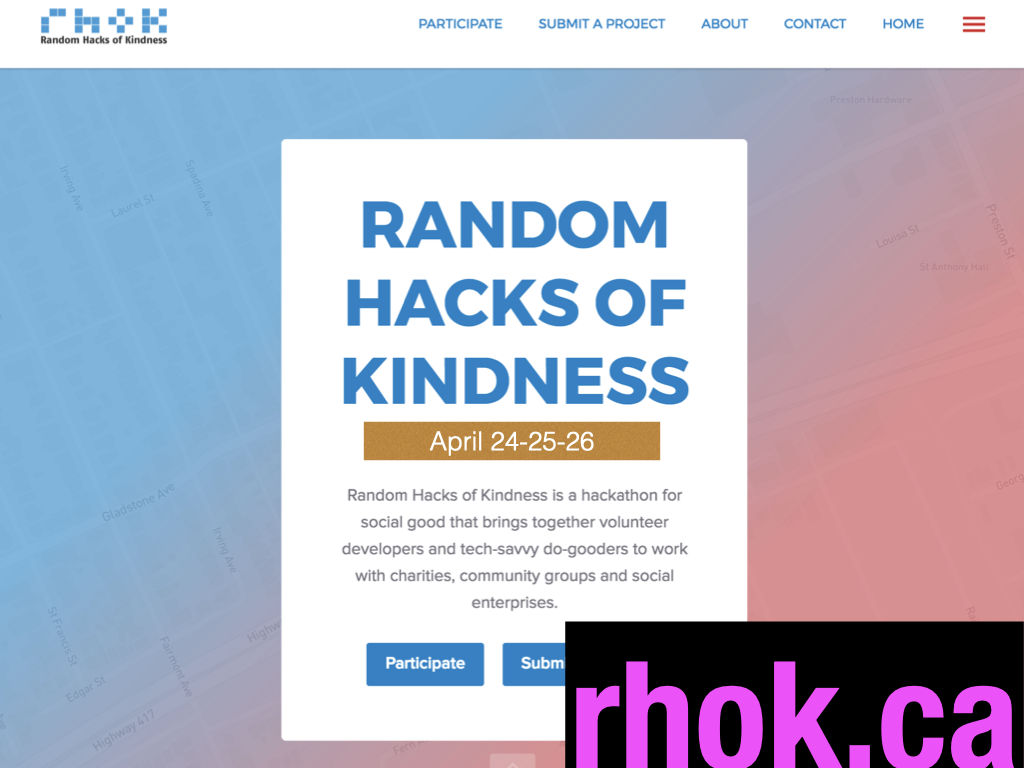 rhok
Random Hacks of Kindness
PARTICIPATE
SUBMIT A PROJECT
ABOUT
CONTACT
HOME
Preston Hardware
Irving Ave
Spadina Ave
Laurel St
Louisa St
Preston St
St Anthony Hall
RANDOM
HACKS OF
KINDNESS
April 24-25-26
Random Hacks of Kindness is a hackathon for
social good that brings together volunteer
developers and tech-savvy do-gooders to work
with charities, community groups and social
enterprises.
Gladstone Ave
Irving Ave
St Francis St
Fairmont Ave
Edgar St
Highway 417
Participate
Subm
rhok.ca